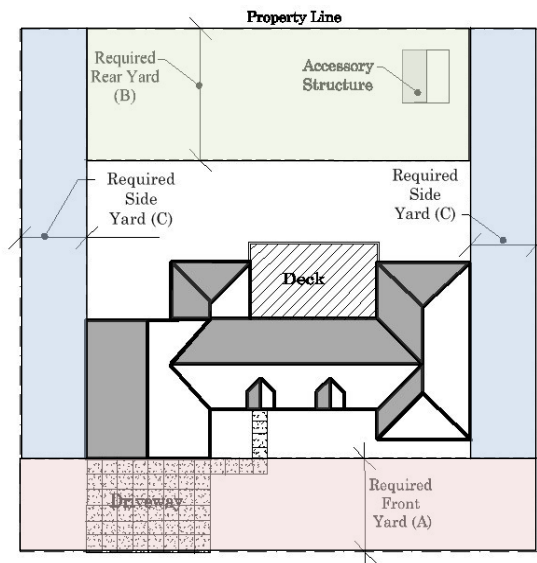 Property Line
Required
Rear Yard
(B)
Accessory
Structure
Required
Side
Yard (C)
Required
Side
Yard (C)
Deck
Driveway
Required
Front
Yard (A)